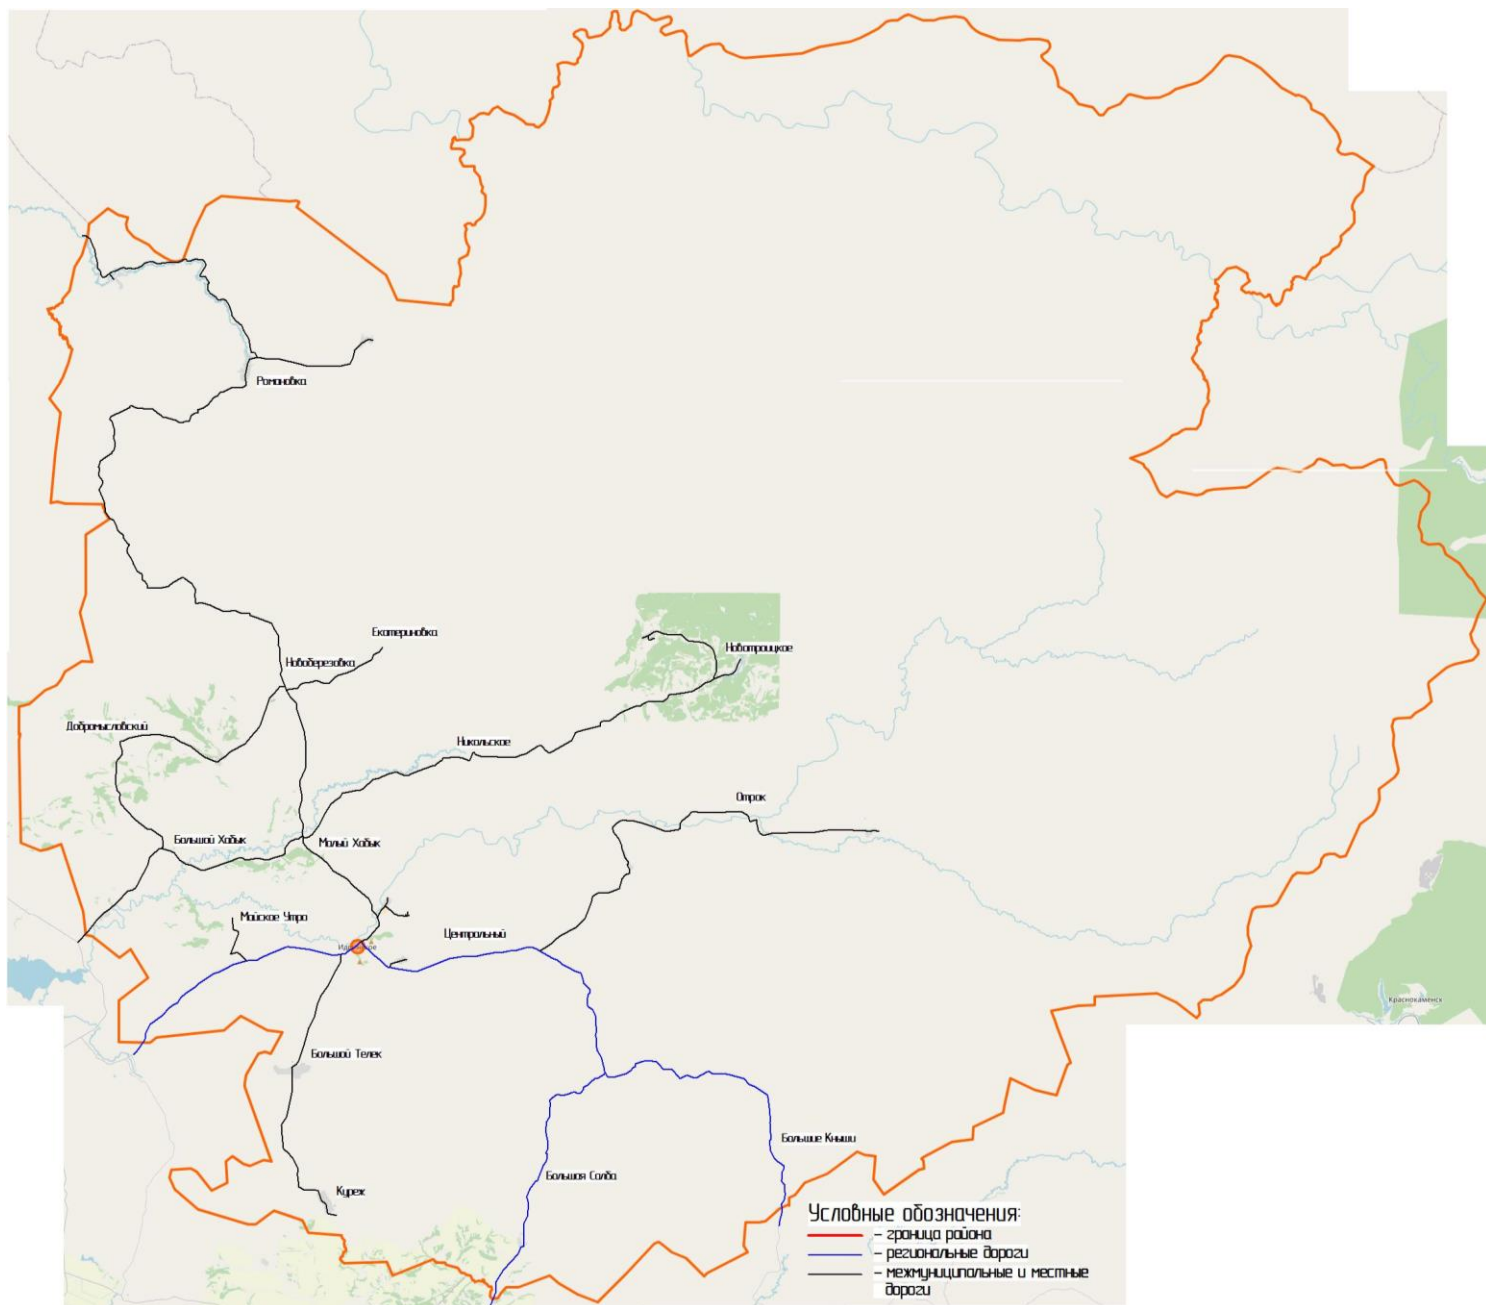 Романовка
Екатериновка
Новоберезовка
Новотроицкое
Добромысловский
Никольское
Отрок
Большой Хабык
Малый Хабык
Майское Утро
Центральный
Краснокаменск
Большой Телек
Большие Кныши
Большая Салба
Куреж
Условные обозначения:
– граница района
– региональные дороги
– межмуниципальные и местные
дороги